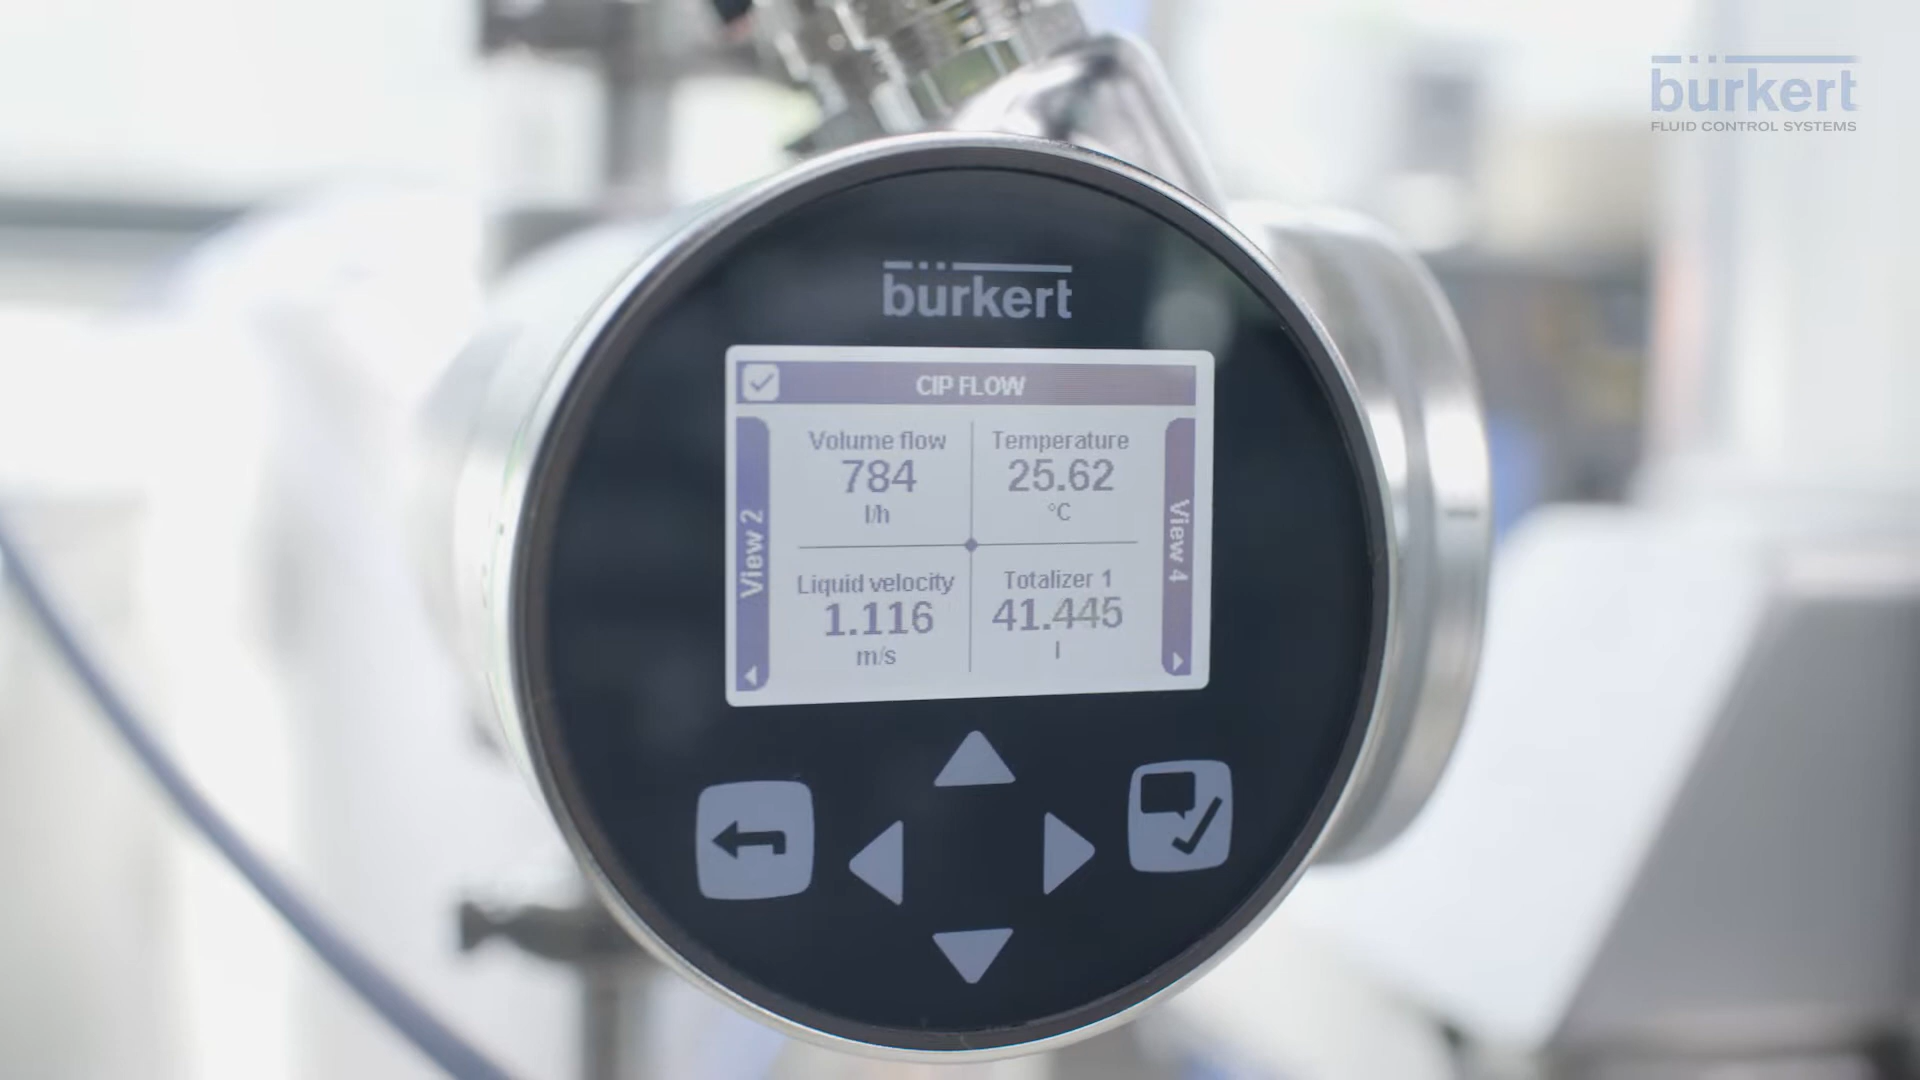 bürkert
FLUID CONTROL SYSTEMS
bürkert
CIP FLOW
Volume flow
784
l/h
Temperature
25.62
°C
View 2
View 4
Liquid velocity
1.116
m/s
Totalizer 1
41.445
l